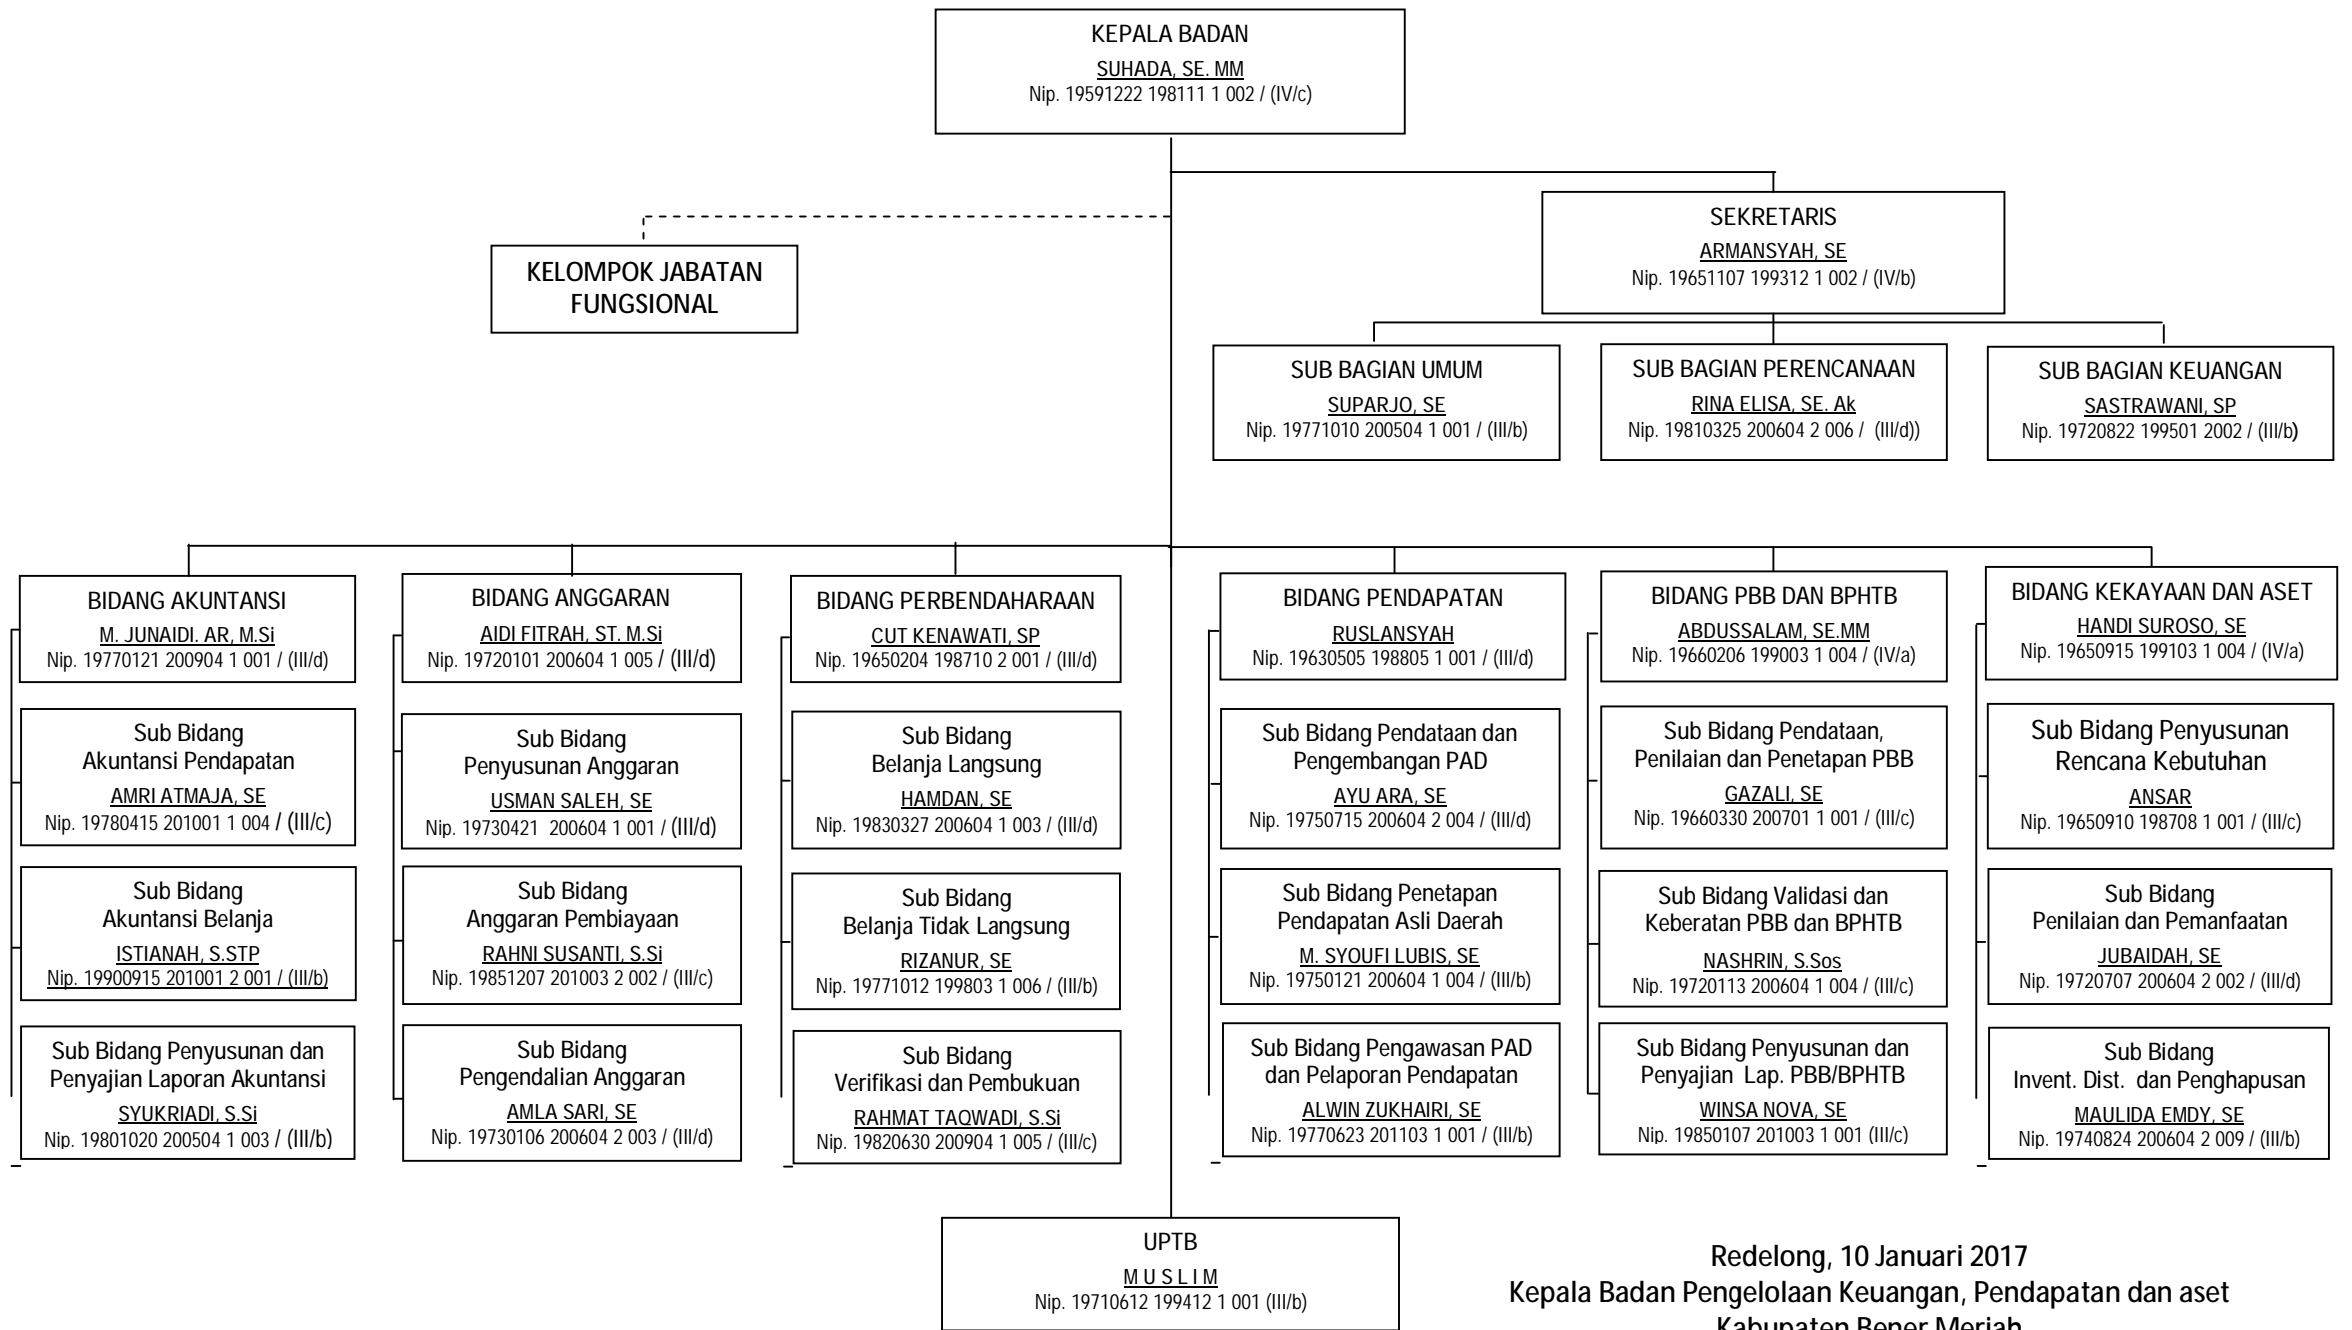 KEPALA BADAN
SUHADA, SE. MM
Nip. 19591222 198111 1 002 / (IV/c)
SEKRETARIS
ARMANSYAH, SE
Nip. 19651107 199312 1 002 / (IV/b)
KELOMPOK JABATAN
FUNGSIONAL
SUB BAGIAN UMUM
SUPARJO, SE
Nip. 19771010 200504 1 001 / (III/b)
SUB BAGIAN PERENCANAAN
RINA ELISA, SE. Ak
Nip. 19810325 200604 2 006 /  (III/d))
SUB BAGIAN KEUANGAN
SASTRAWANI, SP
Nip. 19720822 199501 2002 / (III/b)
BIDANG AKUNTANSI
M. JUNAIDI. AR, M.Si
Nip. 19770121 200904 1 001 / (III/d)
Sub Bidang
Akuntansi Pendapatan
AMRI ATMAJA, SE
Nip. 19780415 201001 1 004 / (III/c)
Sub Bidang
Akuntansi Belanja
ISTIANAH, S.STP
Nip. 19900915 201001 2 001 / (III/b)
Sub Bidang Penyusunan dan
Penyajian Laporan Akuntansi
SYUKRIADI, S.Si
Nip. 19801020 200504 1 003 / (III/b)
BIDANG ANGGARAN
AIDI FITRAH, ST. M.Si
Nip. 19720101 200604 1 005 / (III/d)
Sub Bidang
Penyusunan Anggaran
USMAN SALEH, SE
Nip. 19730421  200604 1 001 / (III/d)
Sub Bidang
Anggaran Pembiayaan
RAHNI SUSANTI, S.Si
Nip. 19851207 201003 2 002 / (III/c)
Sub Bidang
Pengendalian Anggaran
AMLA SARI, SE
Nip. 19730106 200604 2 003 / (III/d)
BIDANG PERBENDAHARAAN
CUT KENAWATI, SP
Nip. 19650204 198710 2 001 / (III/d)
Sub Bidang
Belanja Langsung
HAMDAN, SE
Nip. 19830327 200604 1 003 / (III/d)
Sub Bidang
Belanja Tidak Langsung
RIZANUR, SE
Nip. 19771012 199803 1 006 / (III/b)
Sub Bidang
Verifikasi dan Pembukuan
RAHMAT TAQWADI, S.Si
Nip. 19820630 200904 1 005 / (III/c)
BIDANG PENDAPATAN
RUSLANSYAH
Nip. 19630505 198805 1 001 / (III/d)
Sub Bidang Pendataan dan
Pengembangan PAD
AYU ARA, SE
Nip. 19750715 200604 2 004 / (III/d)
Sub Bidang Penetapan
Pendapatan Asli Daerah
M. SYOUFI LUBIS, SE
Nip. 19750121 200604 1 004 / (III/b)
Sub Bidang Pengawasan PAD
dan Pelaporan Pendapatan
ALWIN ZUKHAIRI, SE
Nip. 19770623 201103 1 001 / (III/b)
BIDANG PBB DAN BPHTB
ABDUSSALAM, SE.MM
Nip. 19660206 199003 1 004 / (IV/a)
Sub Bidang Pendataan,
Penilaian dan Penetapan PBB
GAZALI, SE
Nip. 19660330 200701 1 001 / (III/c)
Sub Bidang Validasi dan
Keberatan PBB dan BPHTB
NASHRIN, S.Sos
Nip. 19720113 200604 1 004 / (III/c)
Sub Bidang Penyusunan dan
Penyajian  Lap. PBB/BPHTB
WINSA NOVA, SE
Nip. 19850107 201003 1 001 (III/c)
BIDANG KEKAYAAN DAN ASET
HANDI SUROSO, SE
Nip. 19650915 199103 1 004 / (IV/a)
Sub Bidang Penyusunan
Rencana Kebutuhan
ANSAR
Nip. 19650910 198708 1 001 / (III/c)
Sub Bidang
Penilaian dan Pemanfaatan
JUBAIDAH, SE
Nip. 19720707 200604 2 002 / (III/d)
Sub Bidang
Invent. Dist.  dan Penghapusan
MAULIDA EMDY, SE
Nip. 19740824 200604 2 009 / (III/b)
UPTB
M U S L I M
Nip. 19710612 199412 1 001 (III/b)
Redelong, 10 Januari 2017
Kepala Badan Pengelolaan Keuangan, Pendapatan dan aset
Kabupaten Bener Meriah